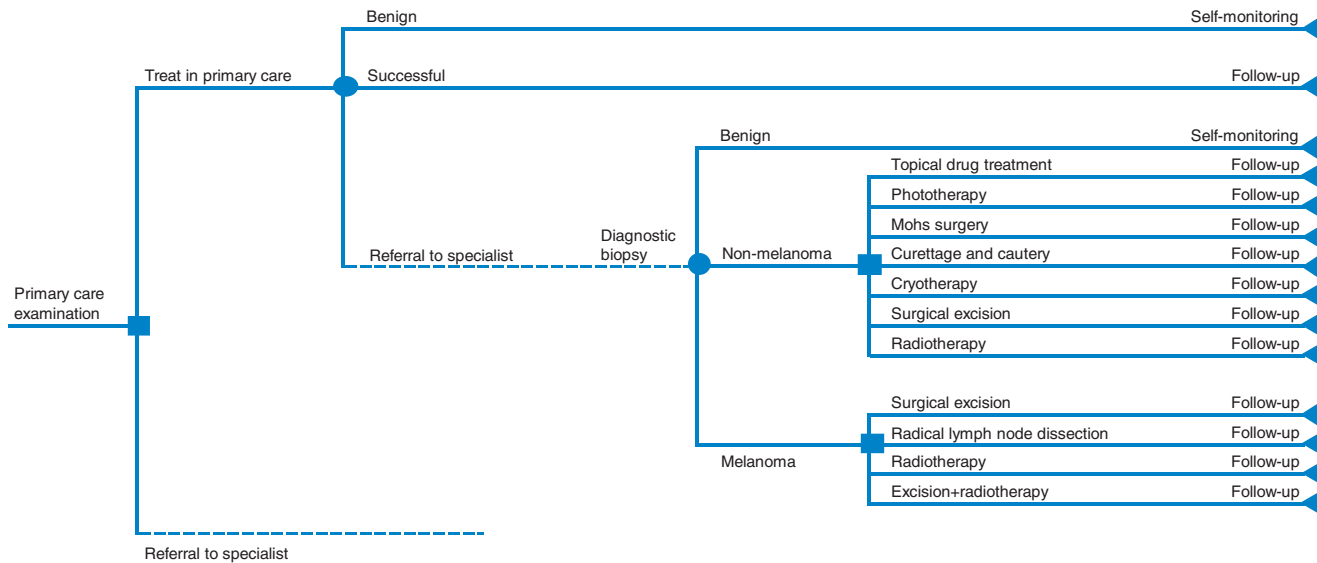 Benign
Self-monitoring
Treat in primary care
Successful
Follow-up
Benign
Self-monitoring
Topical drug treatment
Follow-up
Phototherapy
Follow-up
Mohs surgery
Follow-up
Referral to specialist
Diagnostic
biopsy
Non-melanoma
Curettage and cautery
Follow-up
Cryotherapy
Follow-up
Primary care
examination
Surgical excision
Follow-up
Radiotherapy
Follow-up
Surgical excision
Follow-up
Radical lymph node dissection
Follow-up
Melanoma
Radiotherapy
Follow-up
Excision+radiotherapy
Follow-up
Referral to specialist